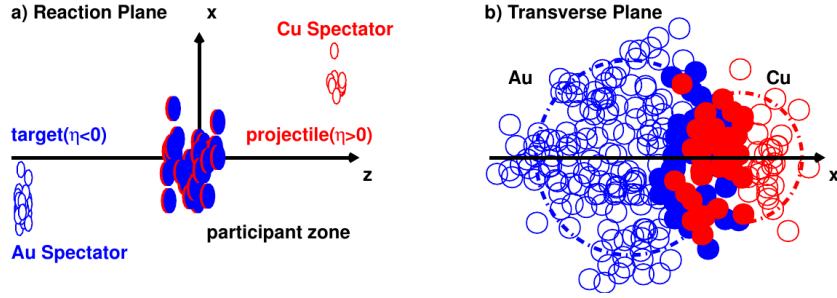 a) Reaction Plane
x
Cu Spectator
target(η<0)
projectile(η>0)
z
participant zone
Au Spectator
b) Transverse Plane
Au
Cu
x